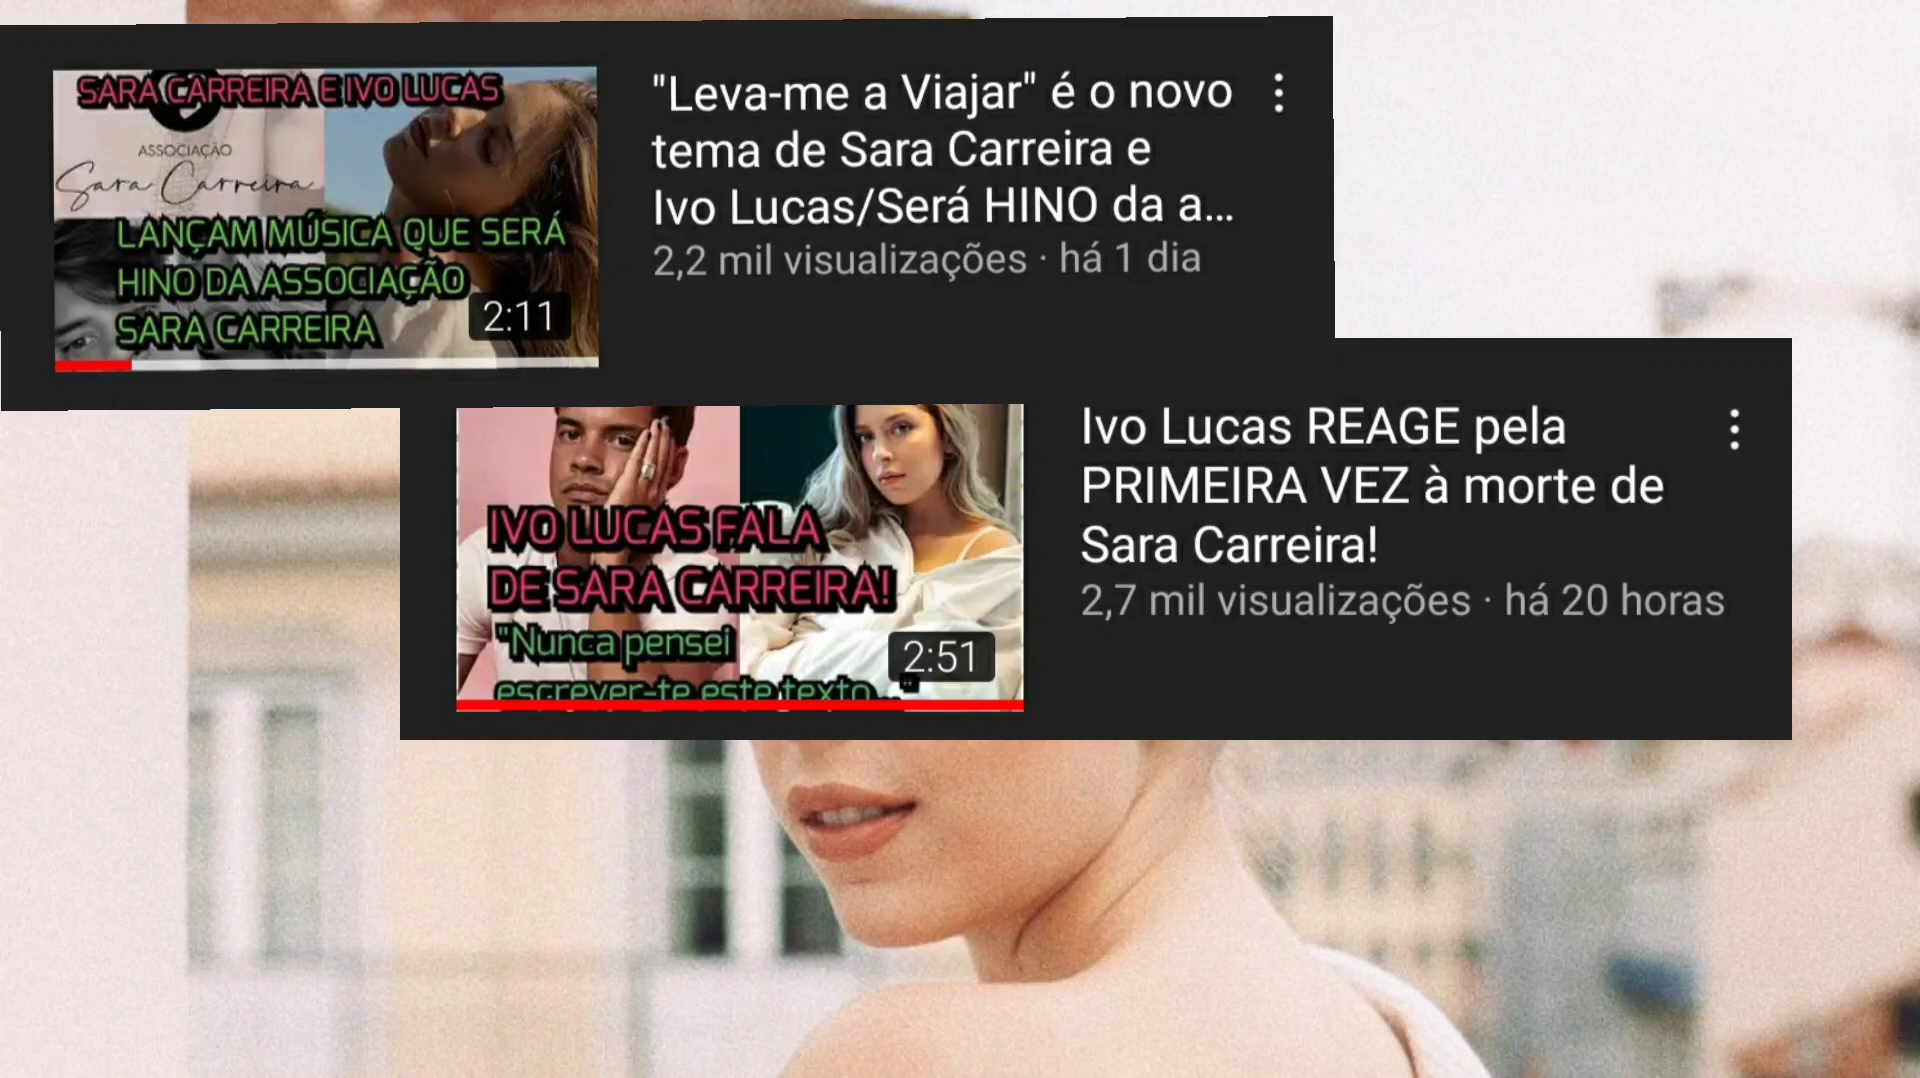 SARA CARREIRA E IVO LUCAS
ASSOCIAÇÃO
Sara Carreira
LANÇAM MÚSICA QUE SERÁ
HINO DA ASSOCIAÇÃO
SARA CARREIRA
2:11
"Leva-me a Viajar" é o novo
tema de Sara Carreira e
Ivo Lucas/Será HINO da a...
2,2 mil visualizações · há 1 dia
IVO LUCAS FALA
DE SARA CARREIRA!
"Nunca pensei
escrever-te este texto..."
2:51
Ivo Lucas REAGE pela
PRIMEIRA VEZ à morte de
Sara Carreira!
2,7 mil visualizações · há 20 horas